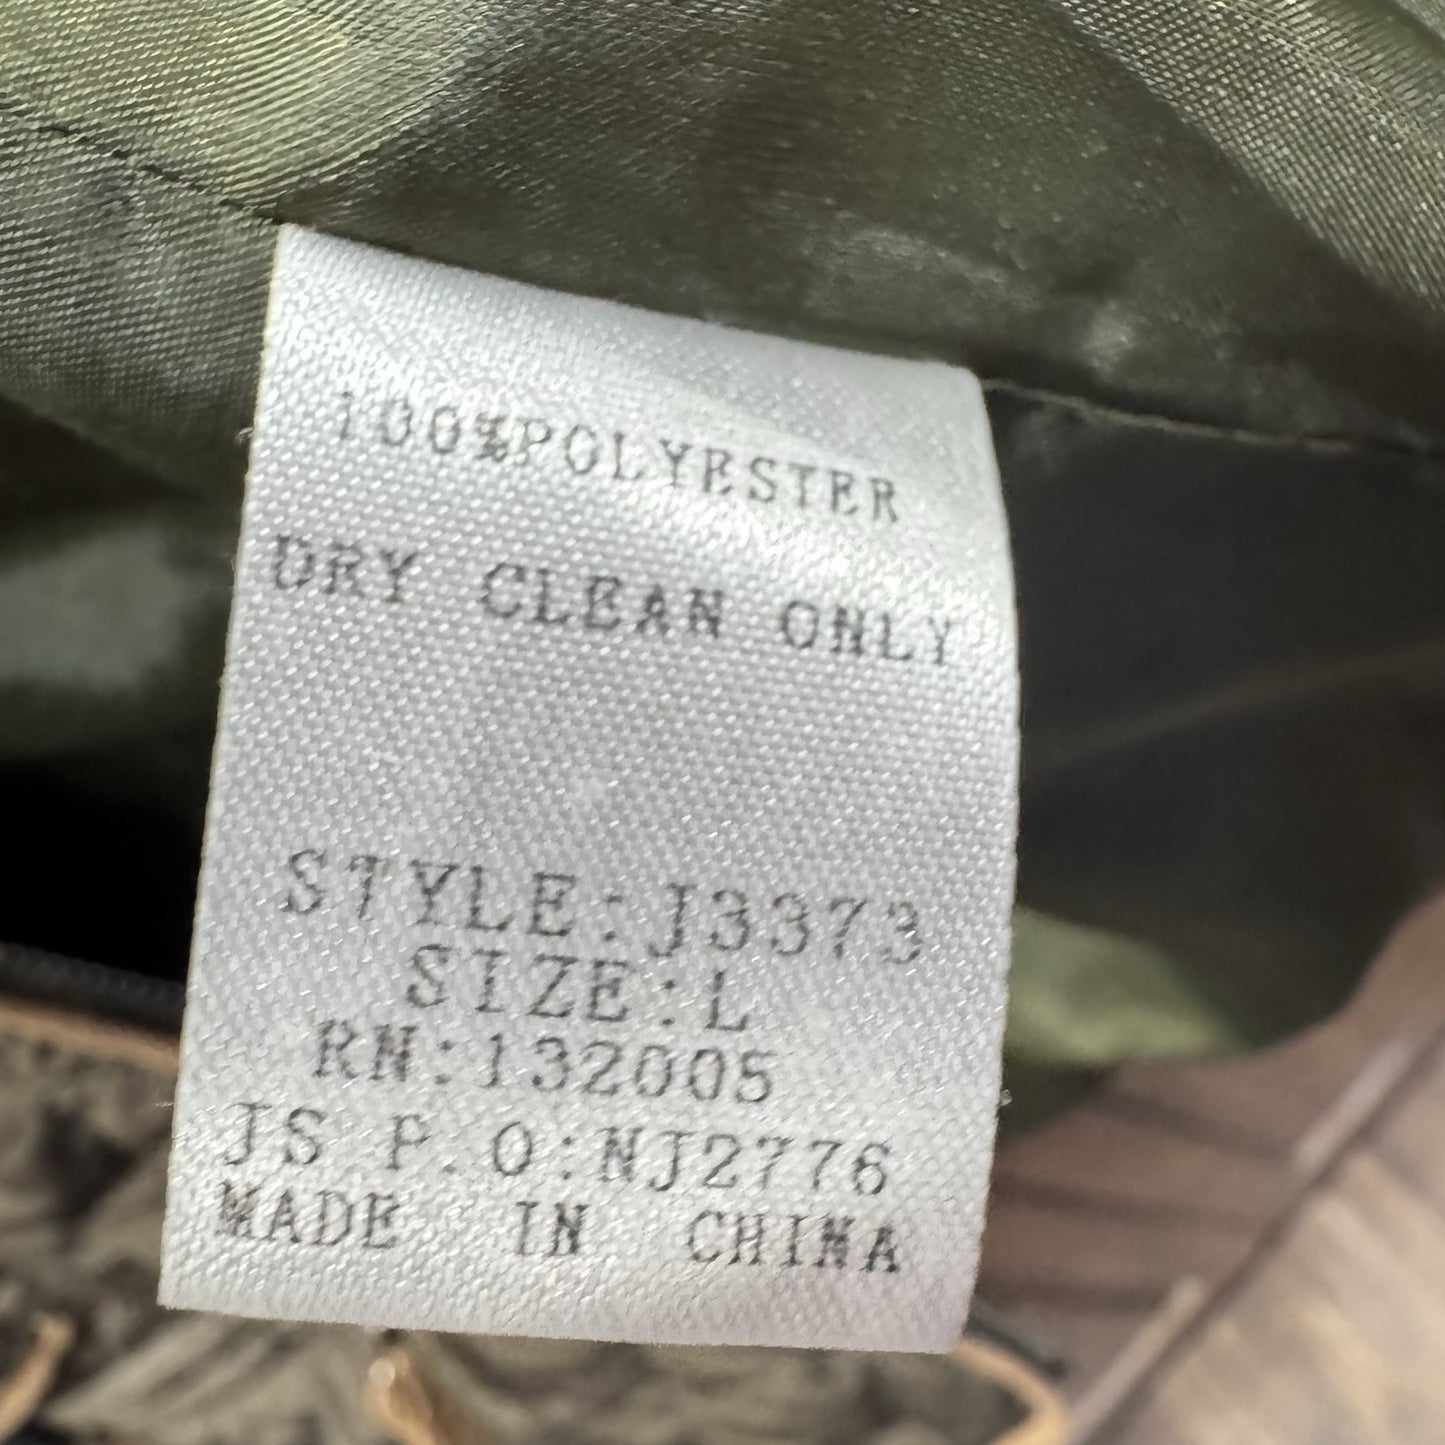 100%POLYESTER
DRY CLEAN ONLY
STYLE:J3373
SIZE:L
RN:132005
JS P.O:NJ2776
MADE IN CHINA